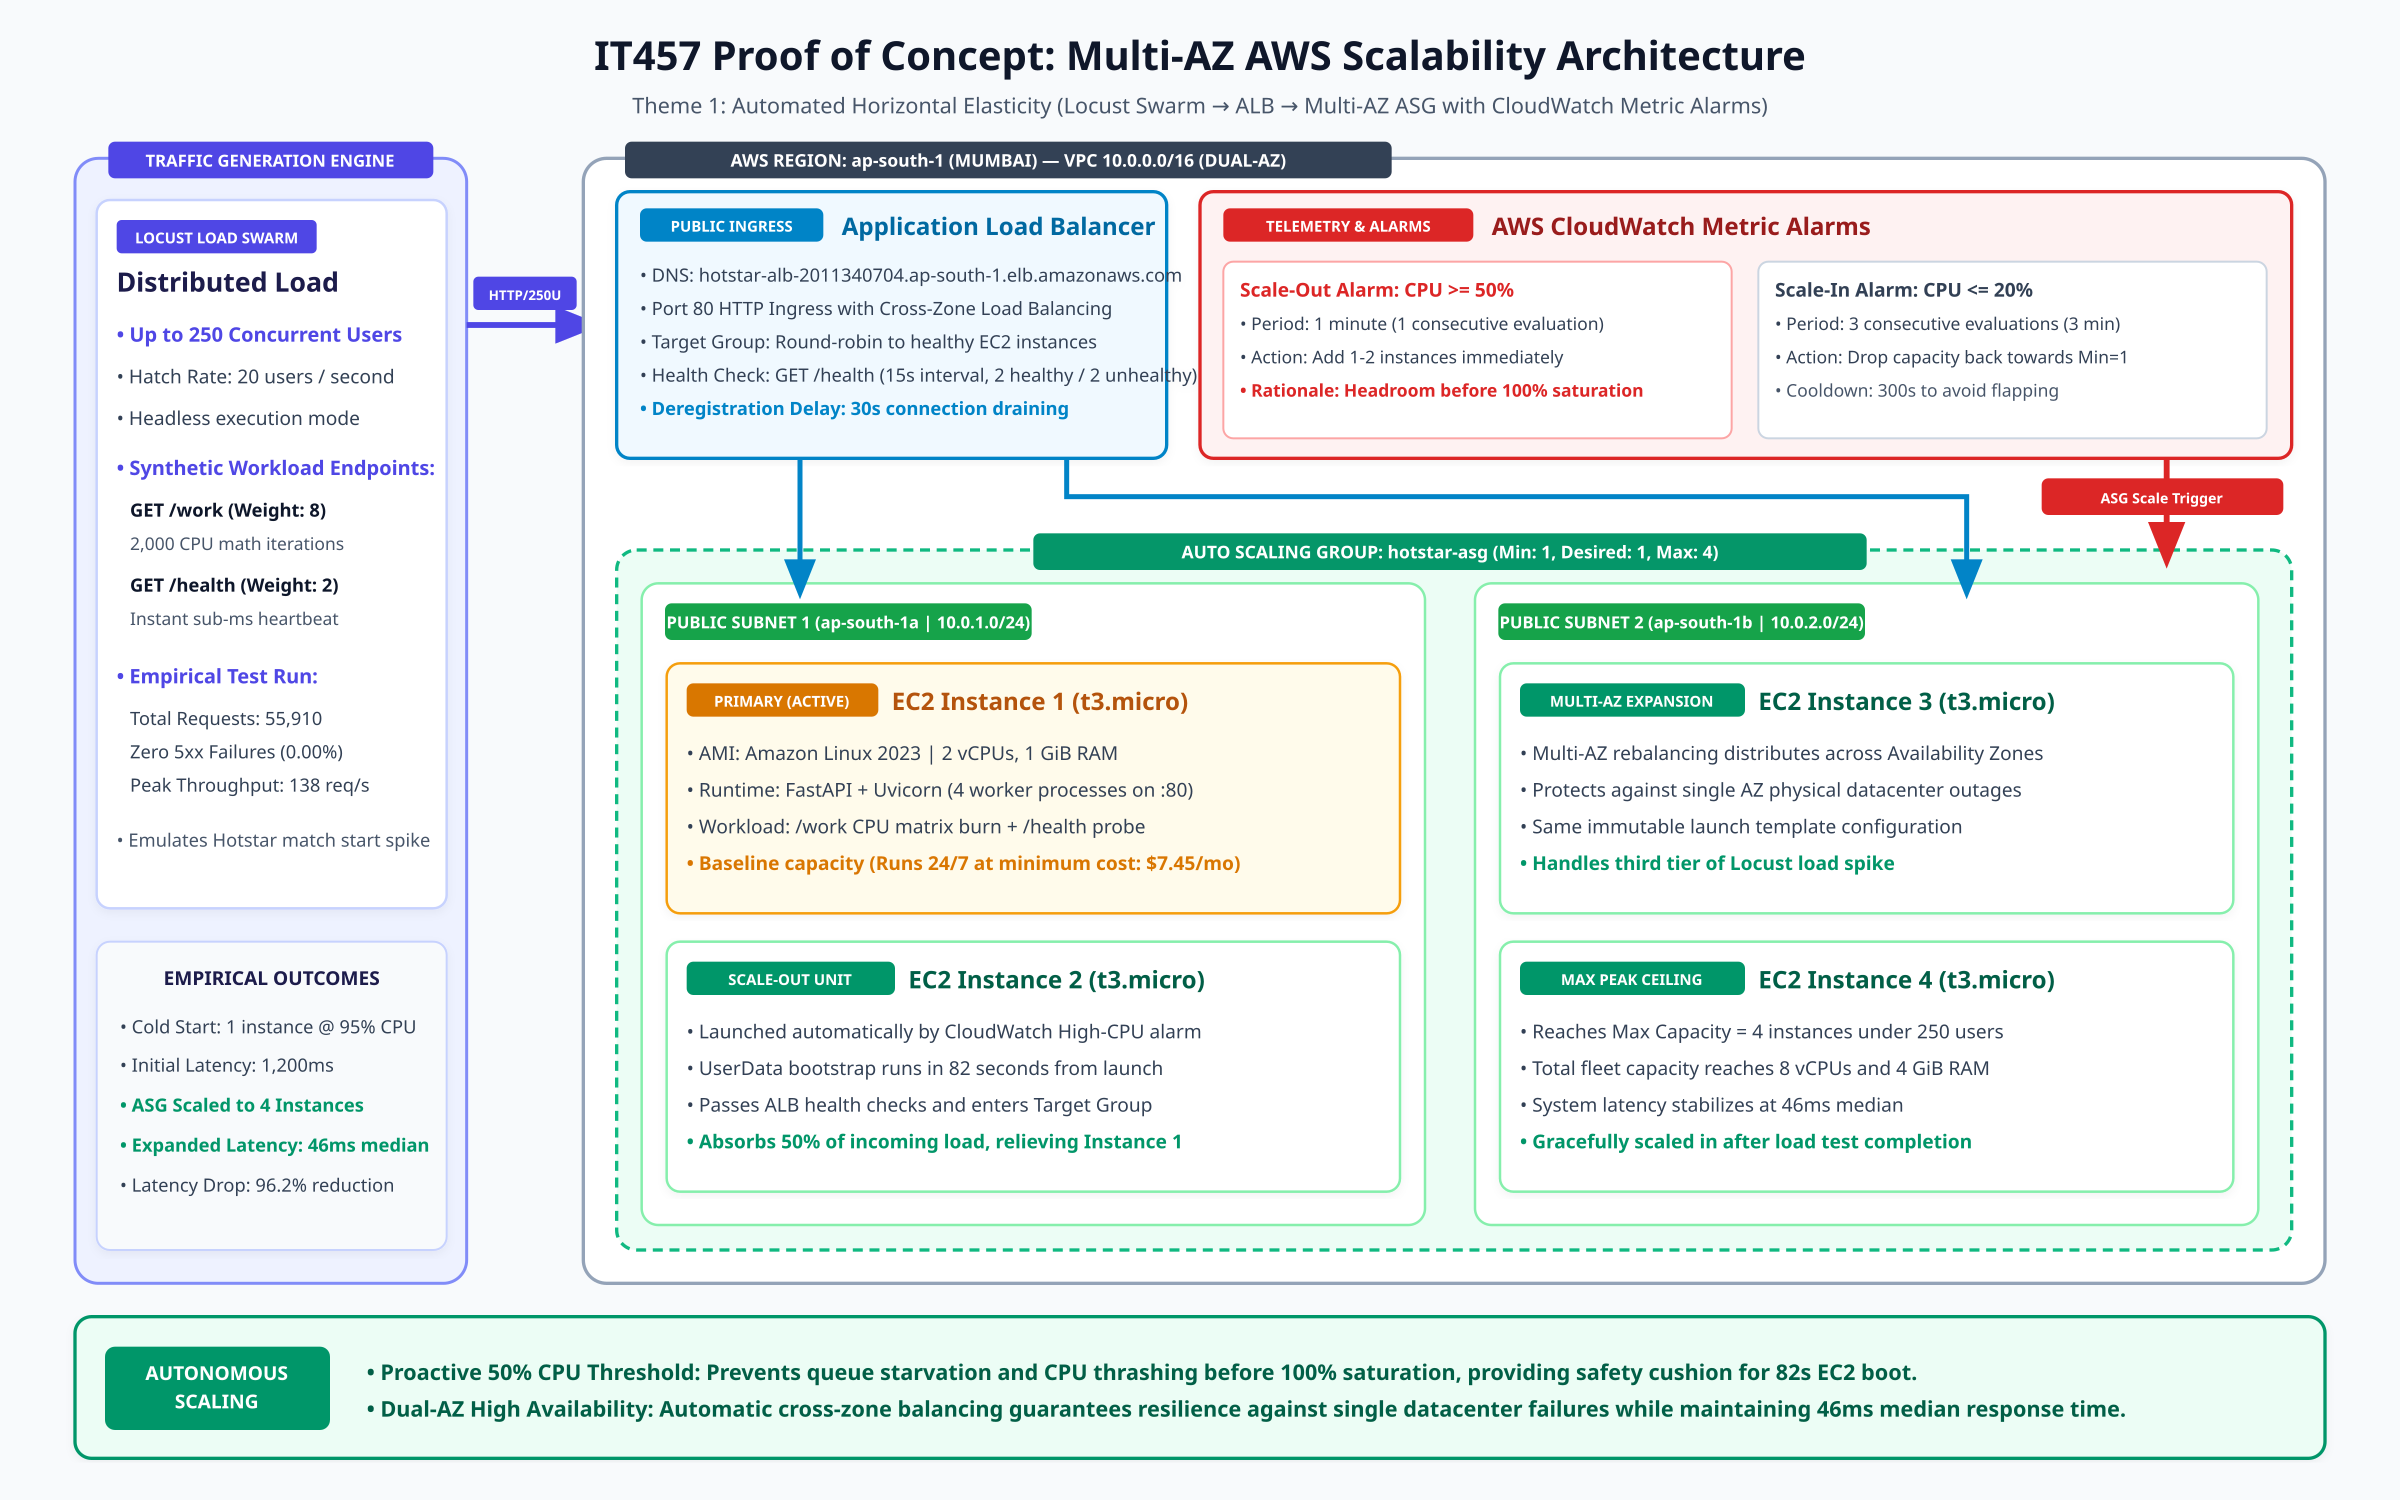 IT457 Proof of Concept: Multi-AZ AWS Scalability Architecture
Theme 1: Automated Horizontal Elasticity (Locust Swarm → ALB → Multi-AZ ASG with CloudWatch Metric Alarms)
TRAFFIC GENERATION ENGINE
LOCUST LOAD SWARM
Distributed Load
• Up to 250 Concurrent Users
• Hatch Rate: 20 users / second
• Headless execution mode
• Synthetic Workload Endpoints:
GET /work (Weight: 8)
2,000 CPU math iterations
GET /health (Weight: 2)
Instant sub-ms heartbeat
• Empirical Test Run:
Total Requests: 55,910
Zero 5xx Failures (0.00%)
Peak Throughput: 138 req/s
• Emulates Hotstar match start spike
EMPIRICAL OUTCOMES
• Cold Start: 1 instance @ 95% CPU
• Initial Latency: 1,200ms
• ASG Scaled to 4 Instances
• Expanded Latency: 46ms median
• Latency Drop: 96.2% reduction
HTTP/250U
AWS REGION: ap-south-1 (MUMBAI) — VPC 10.0.0.0/16 (DUAL-AZ)
PUBLIC INGRESS
Application Load Balancer
• DNS: hotstar-alb-2011340704.ap-south-1.elb.amazonaws.com
• Port 80 HTTP Ingress with Cross-Zone Load Balancing
• Target Group: Round-robin to healthy EC2 instances
• Health Check: GET /health (15s interval, 2 healthy / 2 unhealthy)
• Deregistration Delay: 30s connection draining
TELEMETRY & ALARMS
AWS CloudWatch Metric Alarms
Scale-Out Alarm: CPU >= 50%
• Period: 1 minute (1 consecutive evaluation)
• Action: Add 1-2 instances immediately
• Rationale: Headroom before 100% saturation
Scale-In Alarm: CPU <= 20%
• Period: 3 consecutive evaluations (3 min)
• Action: Drop capacity back towards Min=1
• Cooldown: 300s to avoid flapping
ASG Scale Trigger
AUTO SCALING GROUP: hotstar-asg (Min: 1, Desired: 1, Max: 4)
PUBLIC SUBNET 1 (ap-south-1a | 10.0.1.0/24)
PRIMARY (ACTIVE)
EC2 Instance 1 (t3.micro)
• AMI: Amazon Linux 2023 | 2 vCPUs, 1 GiB RAM
• Runtime: FastAPI + Uvicorn (4 worker processes on :80)
• Workload: /work CPU matrix burn + /health probe
• Baseline capacity (Runs 24/7 at minimum cost: $7.45/mo)
SCALE-OUT UNIT
EC2 Instance 2 (t3.micro)
• Launched automatically by CloudWatch High-CPU alarm
• UserData bootstrap runs in 82 seconds from launch
• Passes ALB health checks and enters Target Group
• Absorbs 50% of incoming load, relieving Instance 1
PUBLIC SUBNET 2 (ap-south-1b | 10.0.2.0/24)
MULTI-AZ EXPANSION
EC2 Instance 3 (t3.micro)
• Multi-AZ rebalancing distributes across Availability Zones
• Protects against single AZ physical datacenter outages
• Same immutable launch template configuration
• Handles third tier of Locust load spike
MAX PEAK CEILING
EC2 Instance 4 (t3.micro)
• Reaches Max Capacity = 4 instances under 250 users
• Total fleet capacity reaches 8 vCPUs and 4 GiB RAM
• System latency stabilizes at 46ms median
• Gracefully scaled in after load test completion
AUTONOMOUS
SCALING
• Proactive 50% CPU Threshold: Prevents queue starvation and CPU thrashing before 100% saturation, providing safety cushion for 82s EC2 boot.
• Dual-AZ High Availability: Automatic cross-zone balancing guarantees resilience against single datacenter failures while maintaining 46ms median response time.